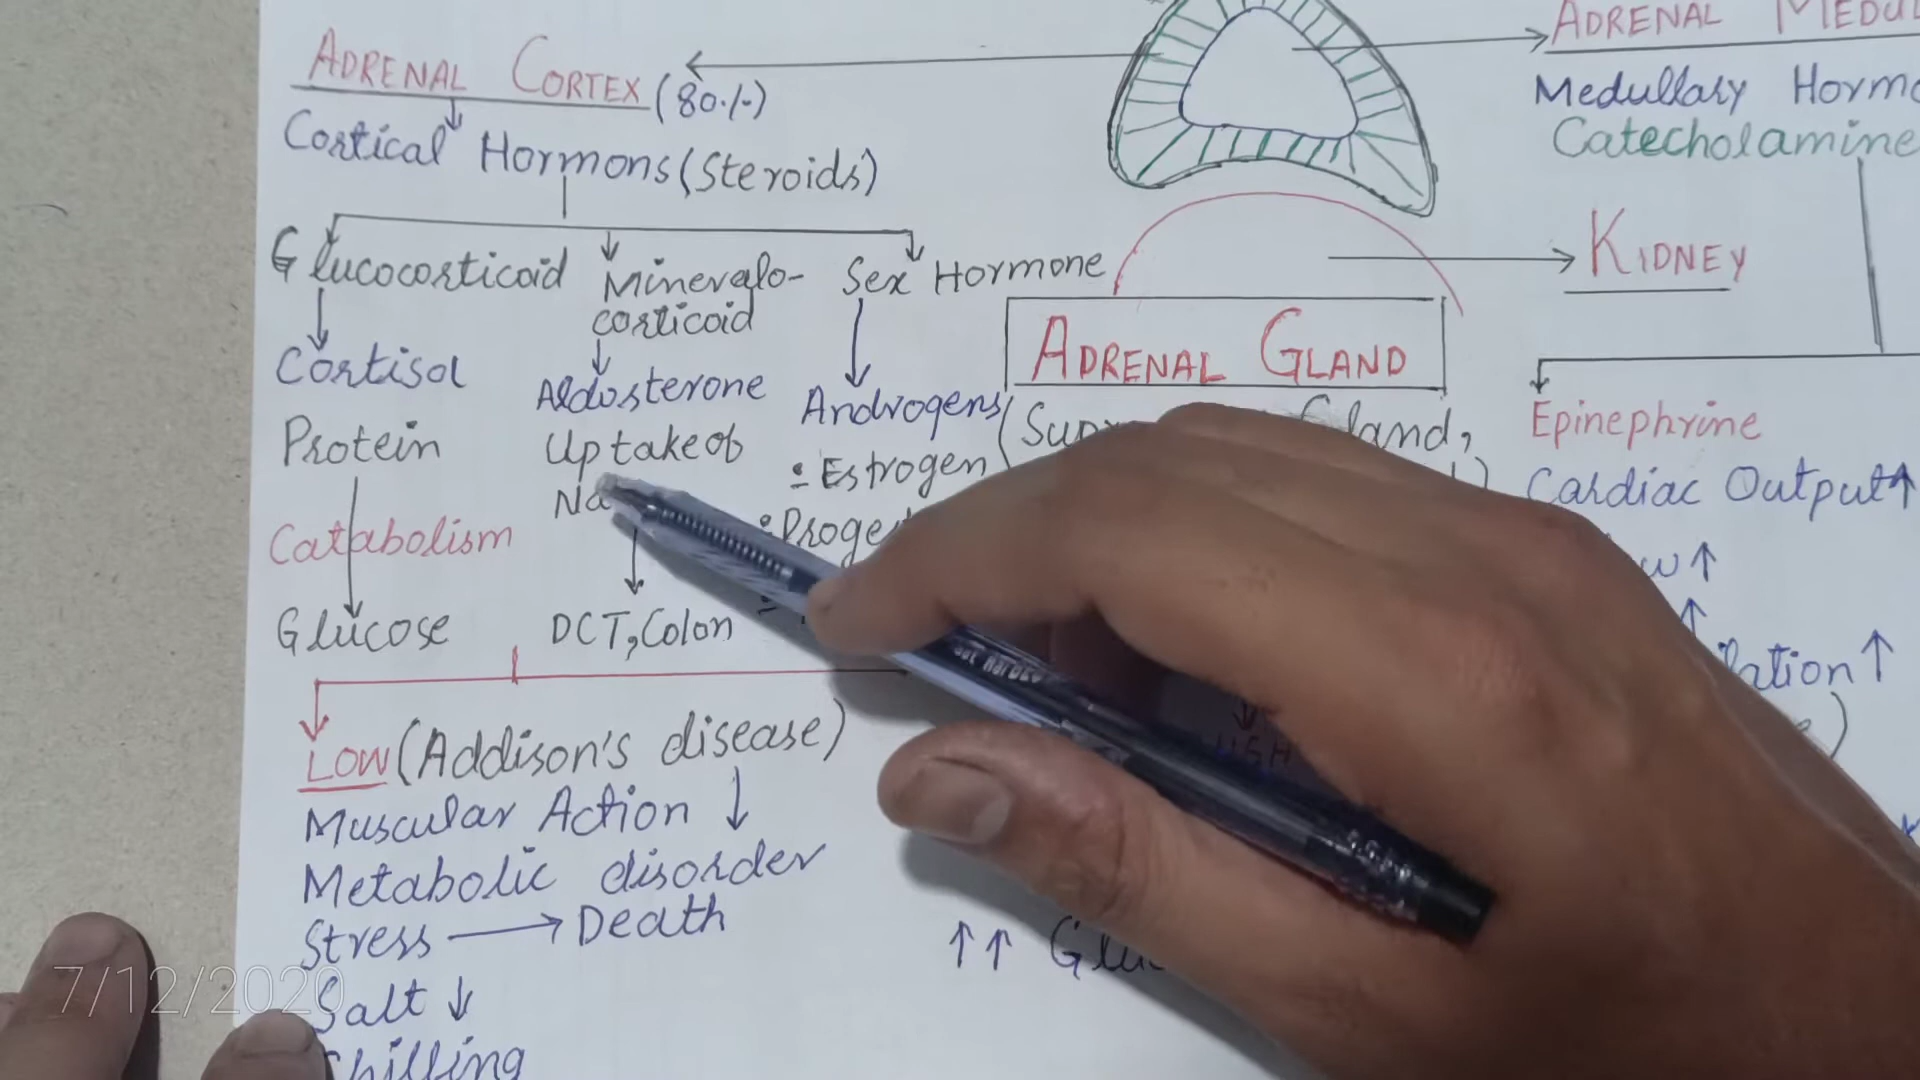 ADRENAL CORTEX (80%)
Cortical Hormons (Steroids)
Glucocorticoid
Cortisol
Protein
Catabolism
Glucose
Mineralo-
corticoid
Aldosterone
Uptake of
Na
DCT, Colon
Sex Hormone
Androgens
Estrogen
LOW (Addison's disease)
Muscular Action ↓
Metabolic disorder
Stress → Death
Salt ↓
Chilling
ADRENAL GLAND
Gland,
↑↑
ADRENAL
Medullary
Catecholamine
KIDNEY
Epinephrine
Cardiac Output ↑
↑
↑
↑
7/12/2020